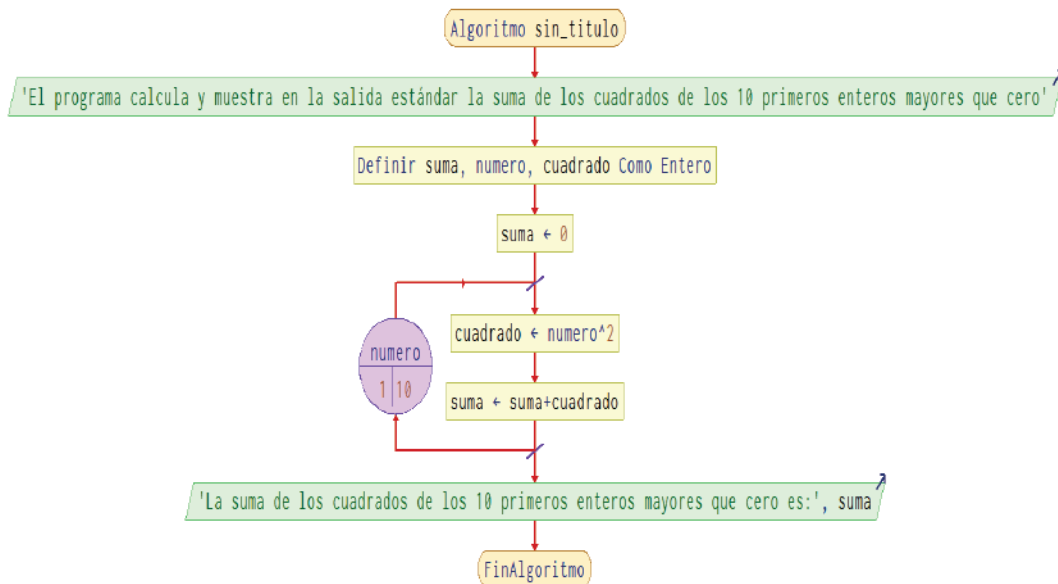 Algoritmo sin_titulo
'El programa calcula y muestra en la salida estándar la suma de los cuadrados de los 10 primeros enteros mayores que cero'
Definir suma, numero, cuadrado Como Entero
suma ← 0
cuadrado ← numero^2
numero
1 10
suma ← suma+cuadrado
'La suma de los cuadrados de los 10 primeros enteros mayores que cero es:', suma
FinAlgoritmo